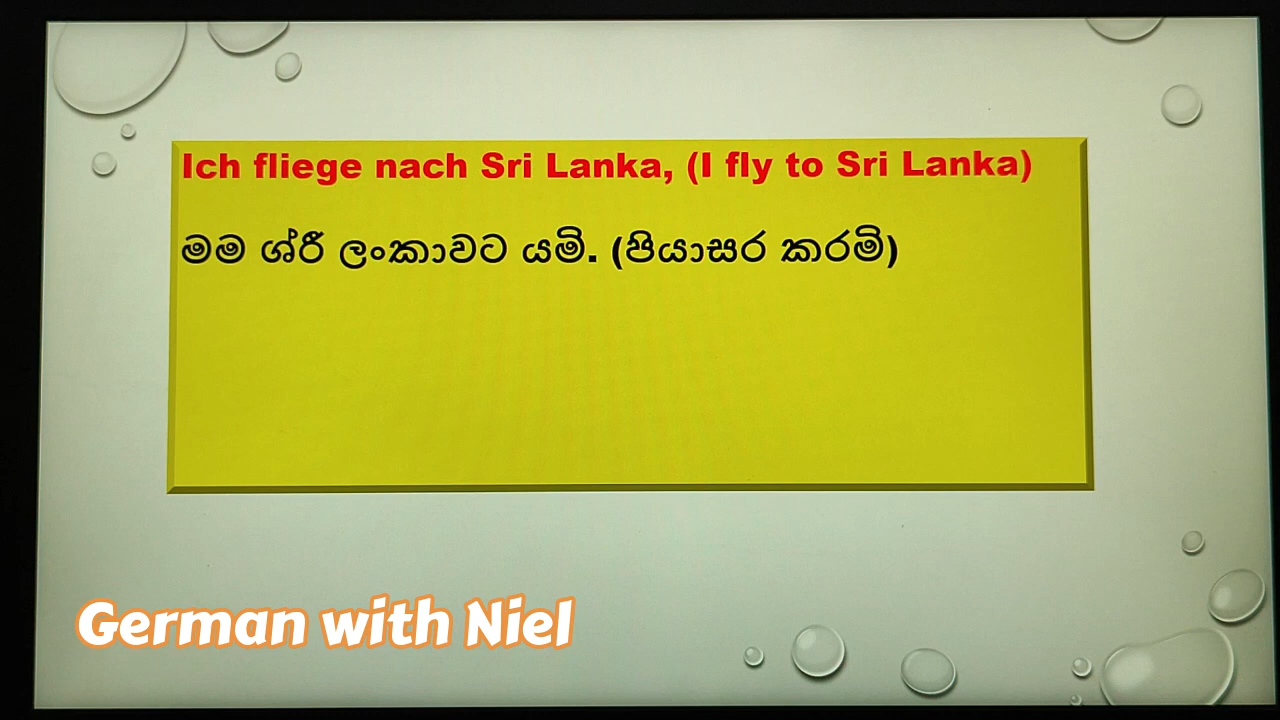 Ich fliege nach Sri Lanka, (I fly to Sri Lanka)
මම ශ්රී ලංකාවට යමි. (පියාසර කරමි)
German with Niel